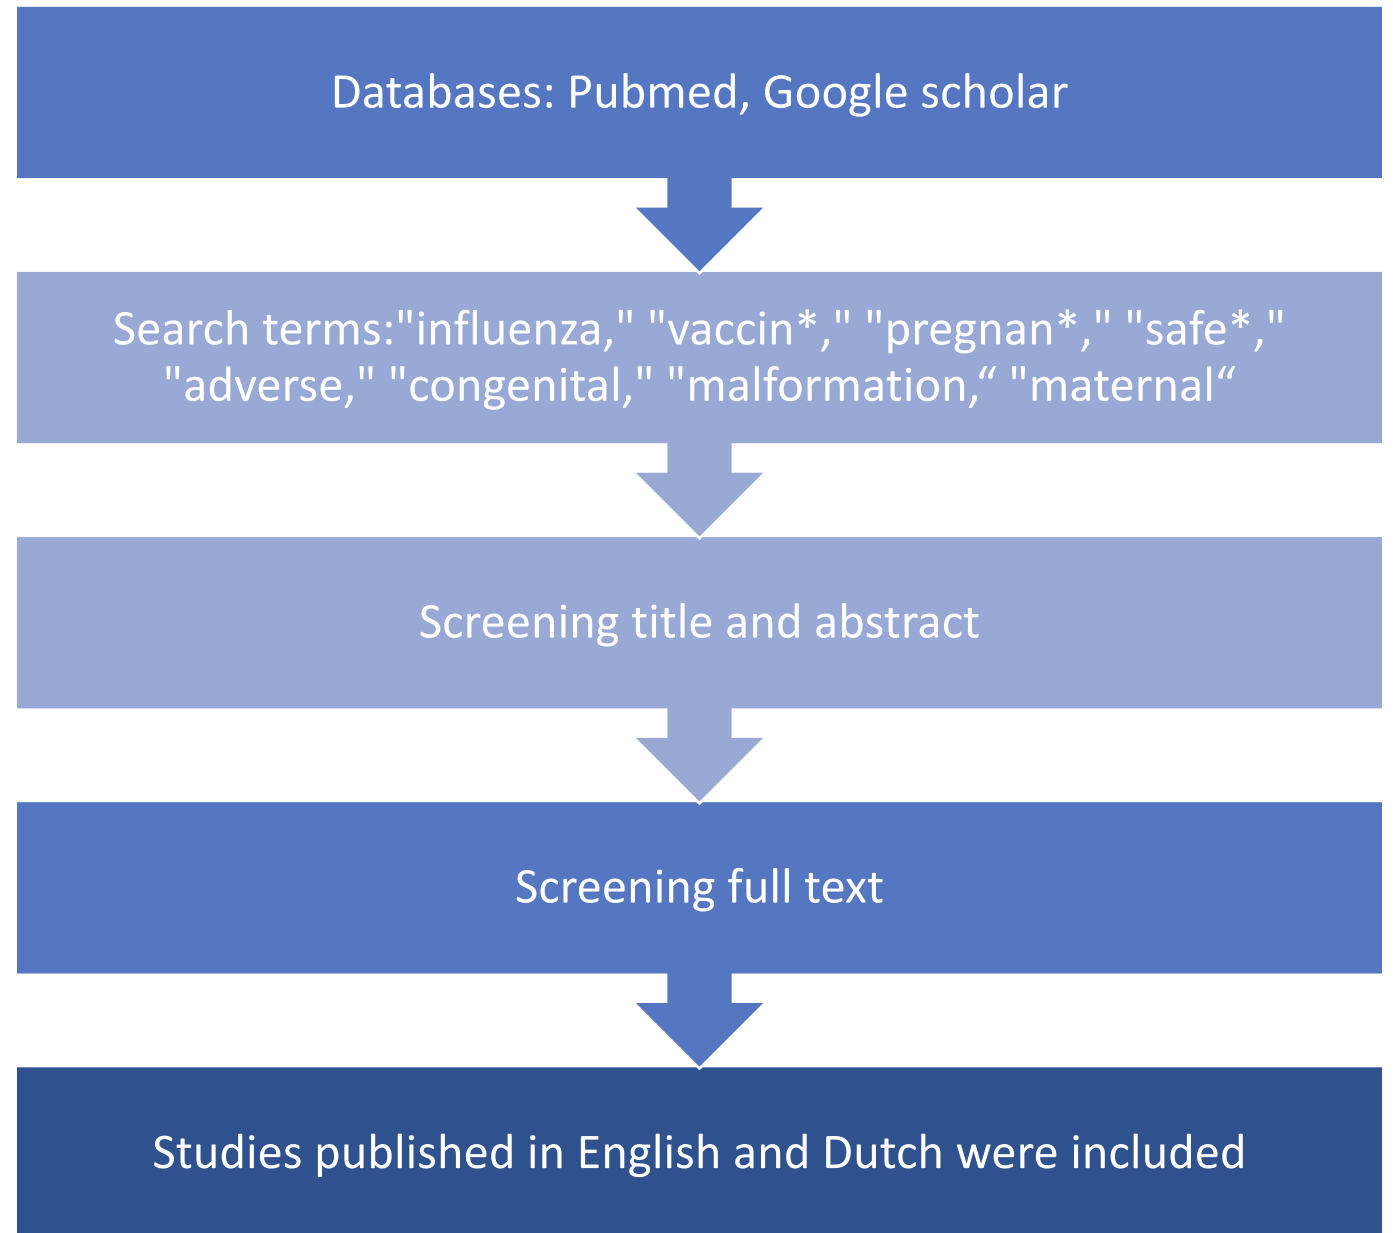 Databases: Pubmed, Google scholar
Search terms:"influenza," "vaccin*," "pregnan*," "safe*,"
"adverse," "congenital," "malformation,“ "maternal“
Screening title and abstract
Screening full text
Studies published in English and Dutch were included